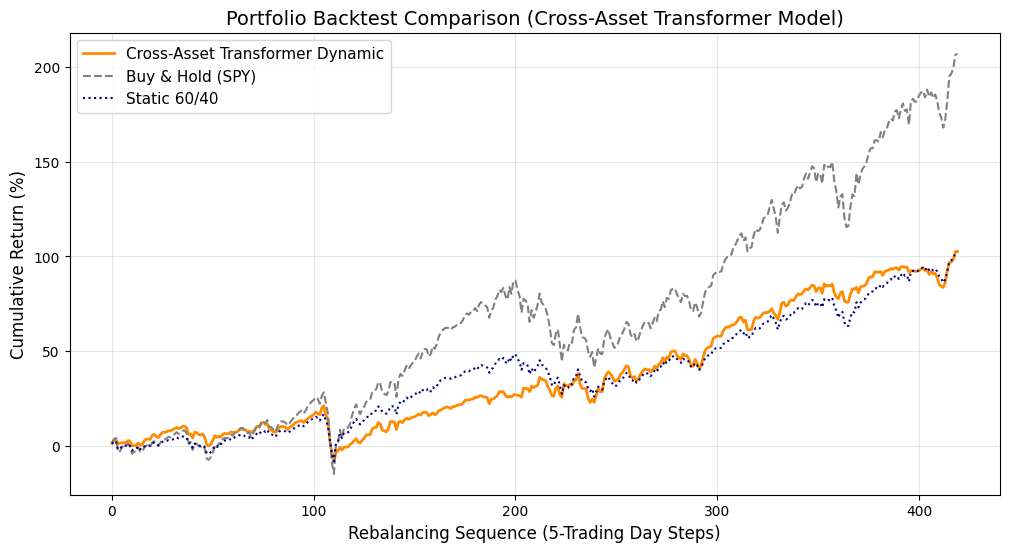 Portfolio Backtest Comparison (Cross-Asset Transformer Model)
Cross-Asset Transformer Dynamic
Buy & Hold (SPY)
Static 60/40
Cumulative Return (%)
200
150
100
50
0
0 100 200 300 400
Rebalancing Sequence (5-Trading Day Steps)